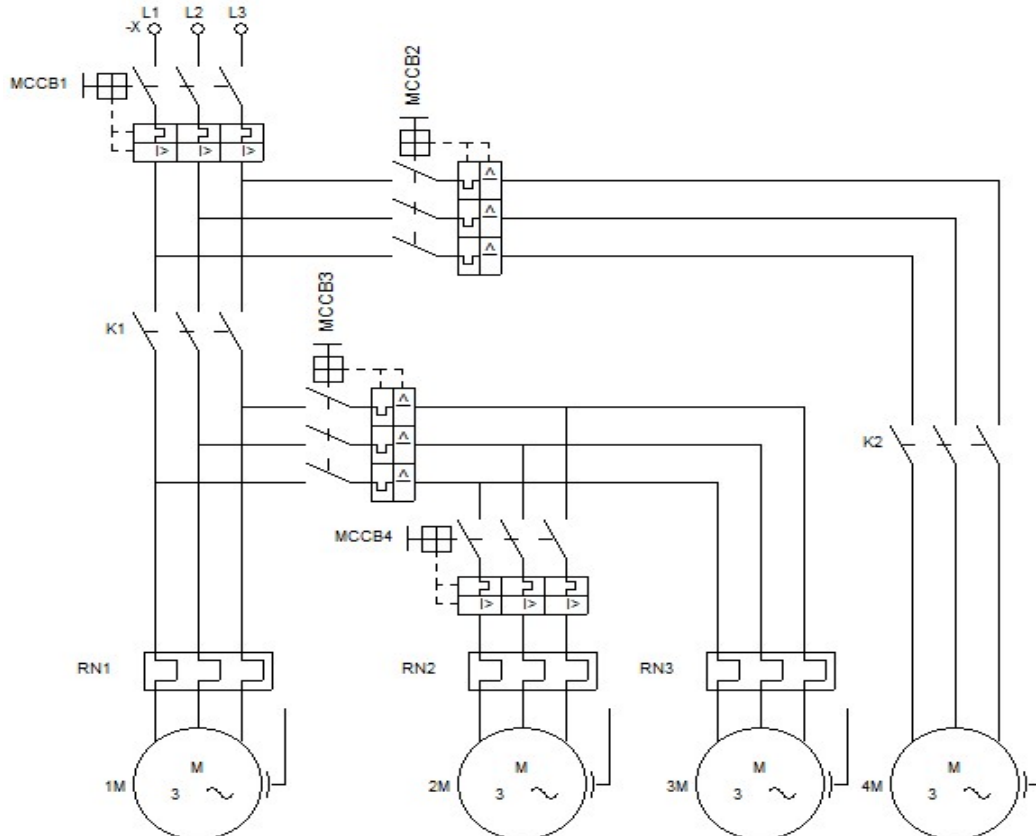 L1 L2 L3
-X
MCCB1
I> I> I>
MCCB2
I>
I>
I>
K1
MCCB3
I>
I>
I>
K2
MCCB4
I> I> I>
RN1
RN2
RN3
1M
M
3
2M
M
3
3M
M
3
4M
M
3